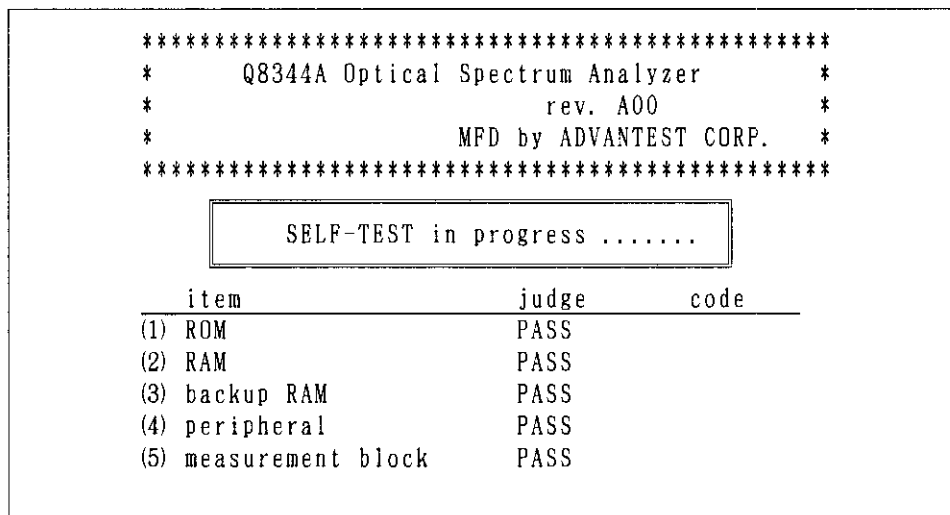 ************************************************
* Q8344A Optical Spectrum Analyzer *
* rev. A00 *
* MFD by ADVANTEST CORP. *
************************************************
SELF-TEST in progress .......
item judge code
(1) ROM PASS
(2) RAM PASS
(3) backup RAM PASS
(4) peripheral PASS
(5) measurement block PASS